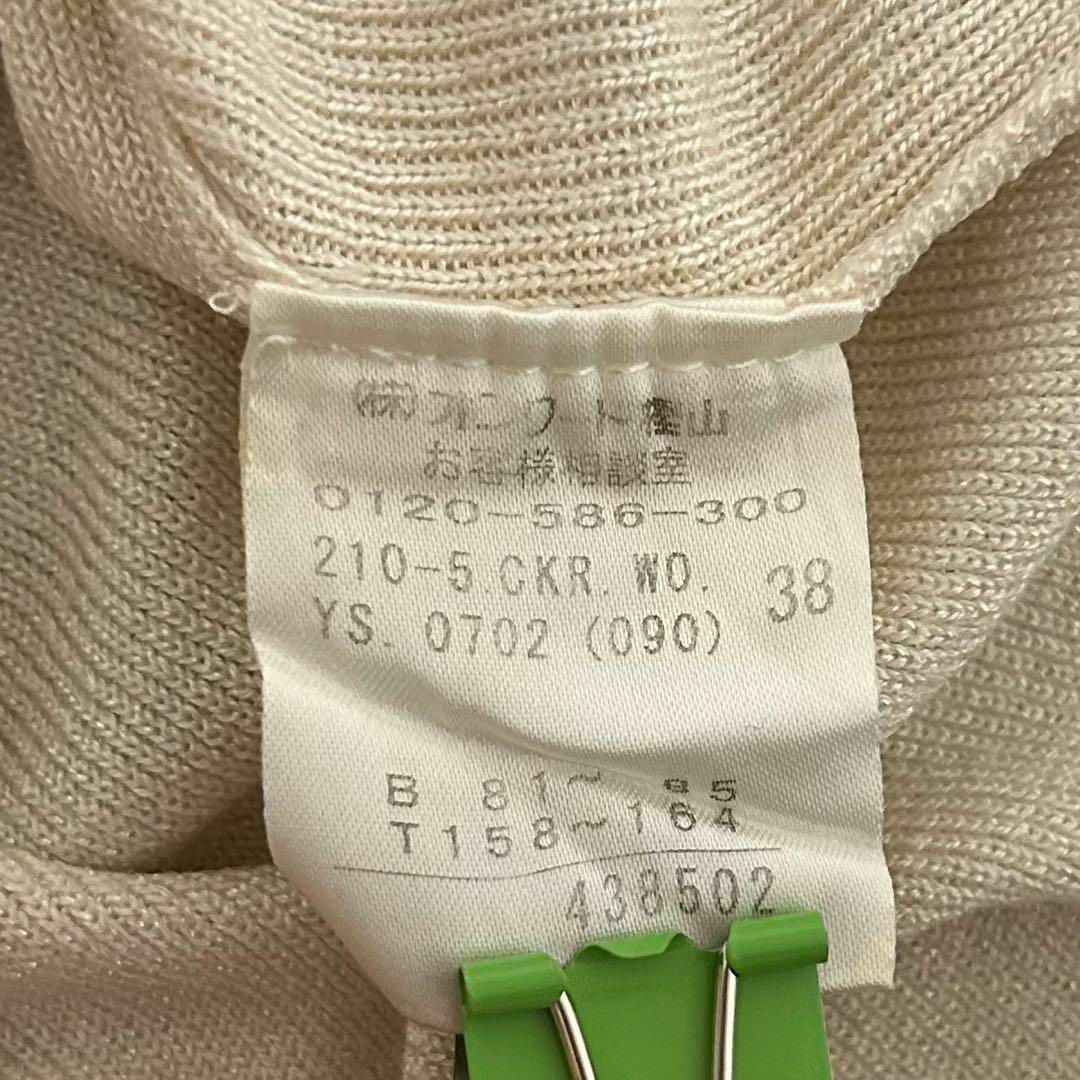 ㈱オンワード樫山
お客様相談室
0120-586-300
210-5.CKR.WO.
YS. 0702 (090) 38
B 81~
T158~164
438502